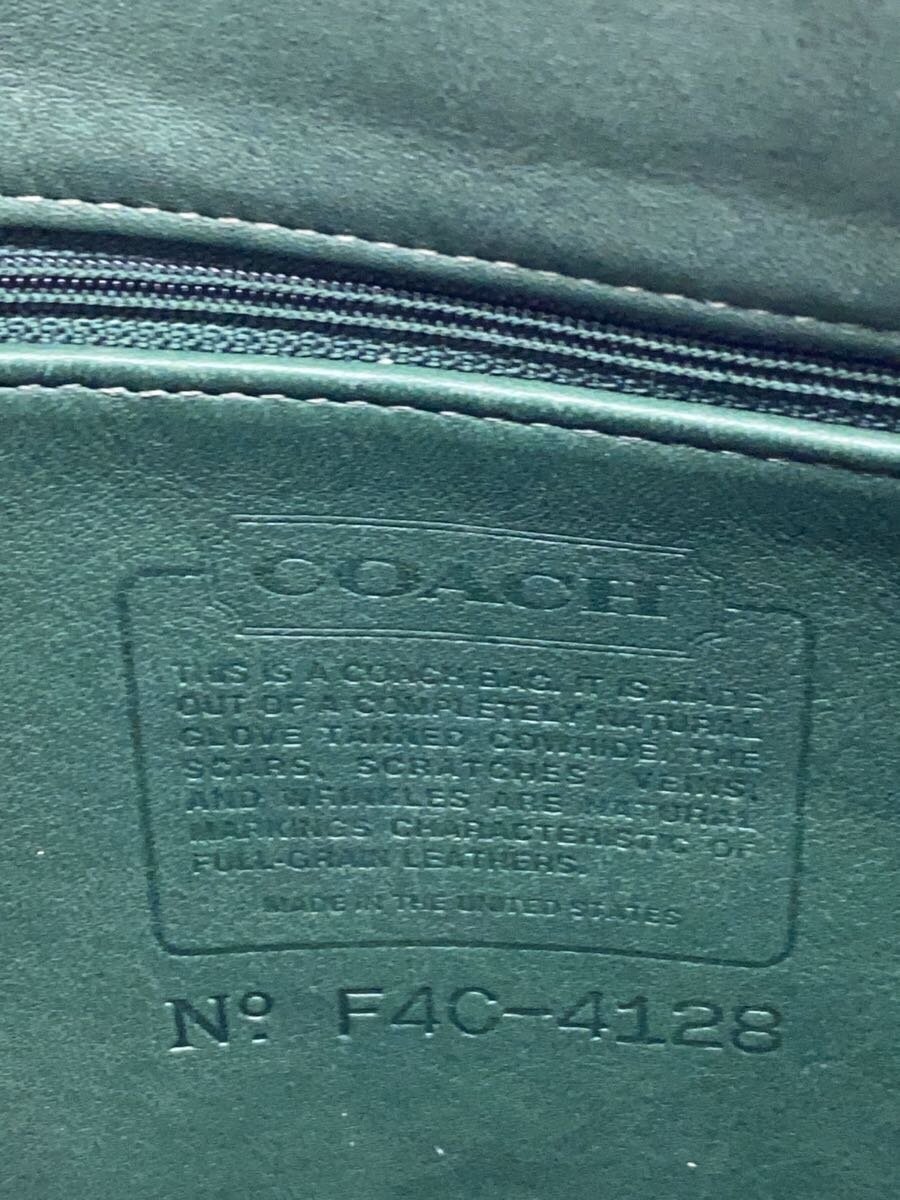 COACH
THIS IS A COACH BAG. IT IS MADE
OUT OF A COMPLETELY NATURAL
GLOVE TANNED COWHIDE. THE
SCARS, SCRATCHES, VEINS,
AND WRINKLES ARE NATURAL
MARKINGS CHARACTERISTIC OF
FULL-GRAIN LEATHERS.
MADE IN THE UNITED STATES
Nº F4C-4128